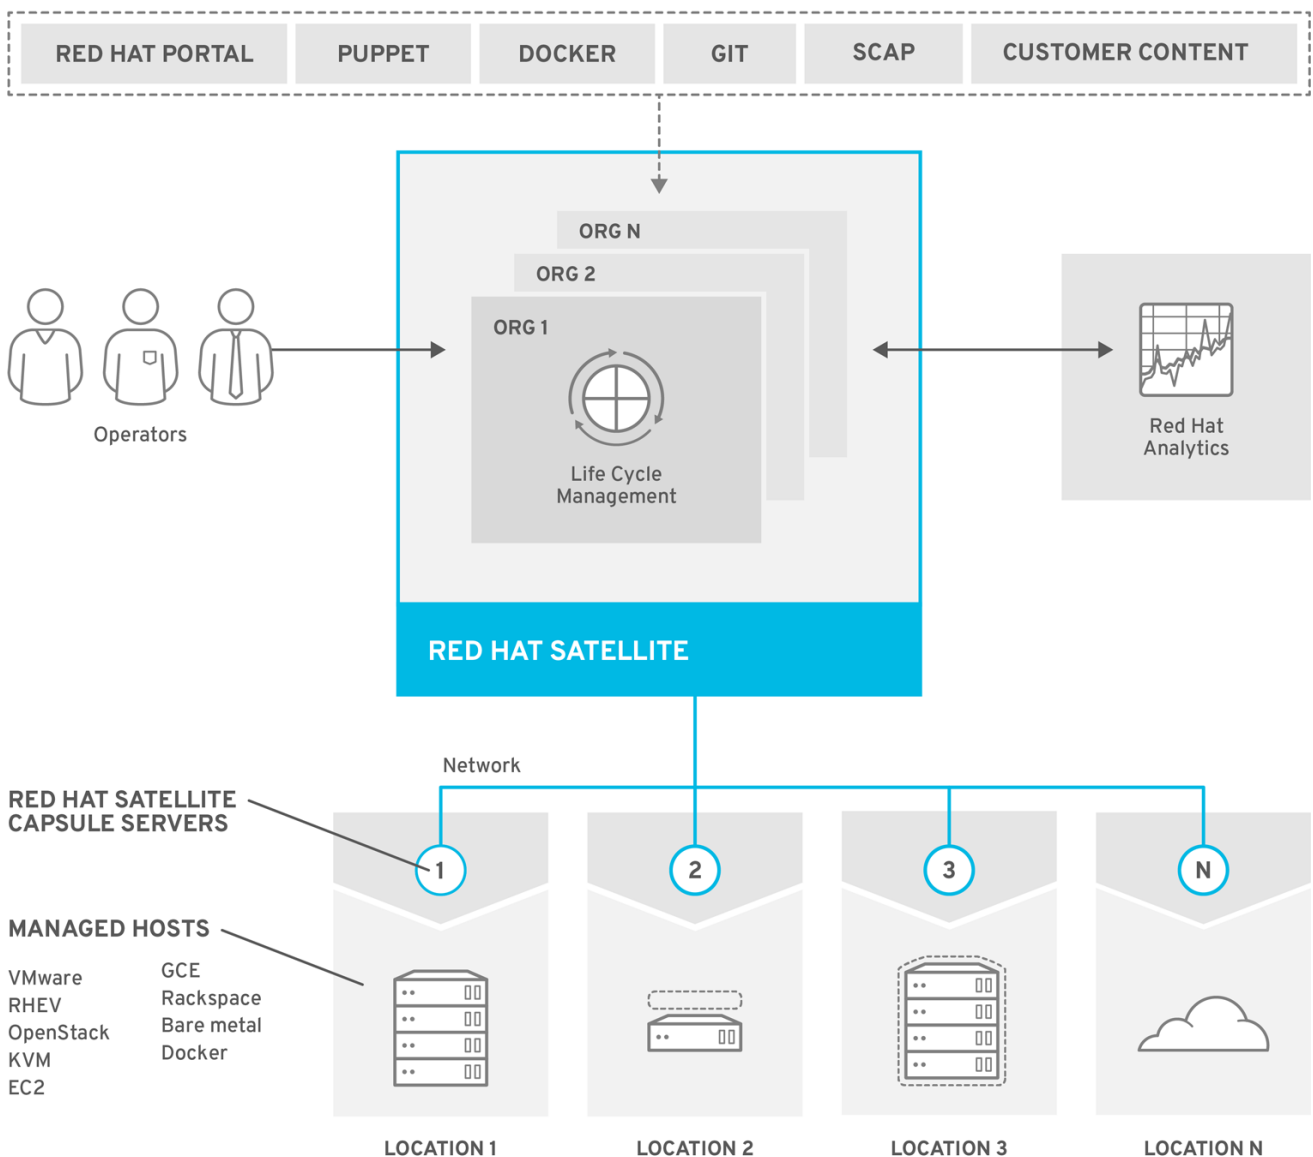 RED HAT PORTAL
PUPPET
DOCKER
GIT
SCAP
CUSTOMER CONTENT
ORG N
ORG 2
ORG 1
Life Cycle
Management
Operators
Red Hat
Analytics
RED HAT SATELLITE
Network
RED HAT SATELLITE
CAPSULE SERVERS
1
2
3
N
MANAGED HOSTS
VMware
RHEV
OpenStack
KVM
EC2
GCE
Rackspace
Bare metal
Docker
LOCATION 1
LOCATION 2
LOCATION 3
LOCATION N